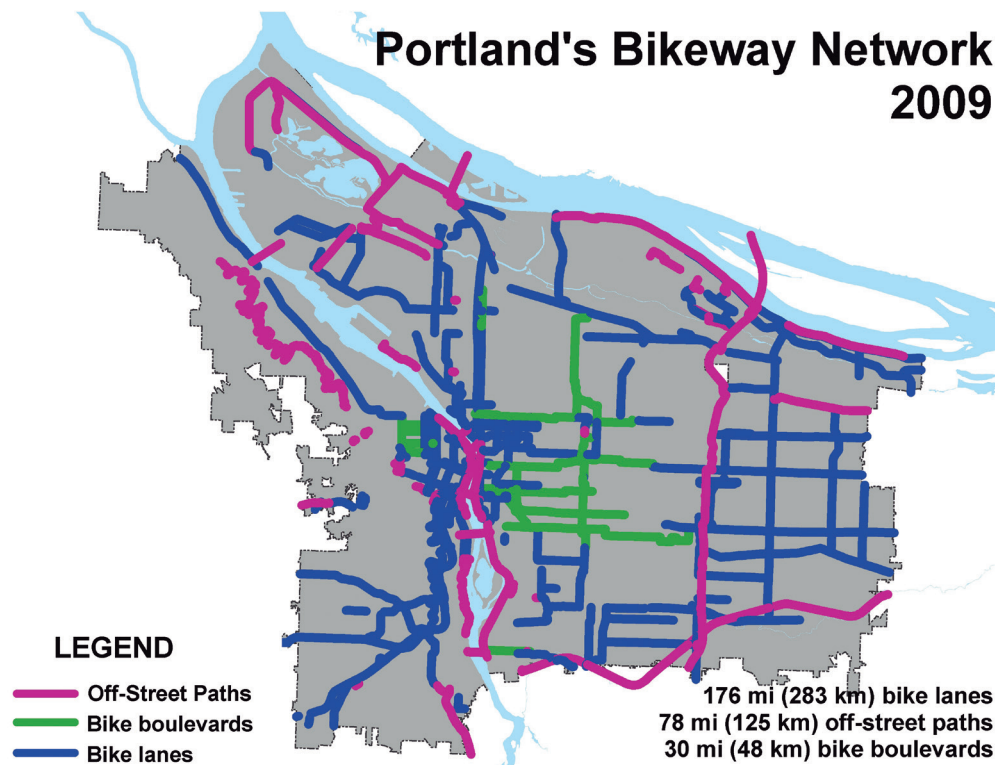 Portland's Bikeway Network
2009
LEGEND
Off-Street Paths
Bike boulevards
Bike lanes
176 mi (283 km) bike lanes
78 mi (125 km) off-street paths
30 mi (48 km) bike boulevards